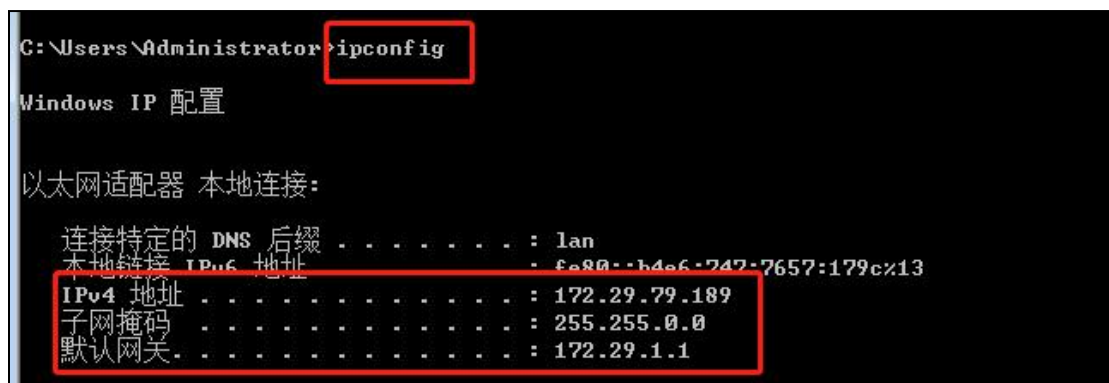 C:\Users\Administrator>ipconfig
Windows IP 配置
以太网适配器 本地连接:
连接特定的 DNS 后缀 . . . . . . . : lan
本地链接 IPv6 地址 : fe80::b4e6:747:7657:179c%13
IPv4 地址 . . . . . . . . . . . . : 172.29.79.189
子网掩码 . . . . . . . . . . . . : 255.255.0.0
默认网关. . . . . . . . . . . . . : 172.29.1.1